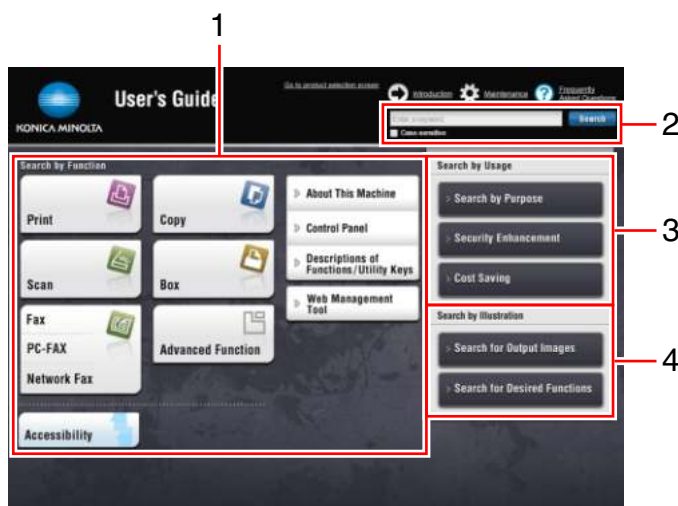 1
Go to product selection screen
Introduction
Maintenance
Frequently
Asked Questions
User's Guide
KONICA MINOLTA
Enter a keyword
Search
2
Case-sensitive
Search by Function
Print
Copy
Scan
Box
Fax
PC-FAX
Network Fax
Advanced Function
Accessibility
About This Machine
Control Panel
Descriptions of
Functions/Utility Keys
Web Management
Tool
Search by Usage
Search by Purpose
Security Enhancement
Cost Saving
3
Search by Illustration
Search for Output Images
Search for Desired Functions
4